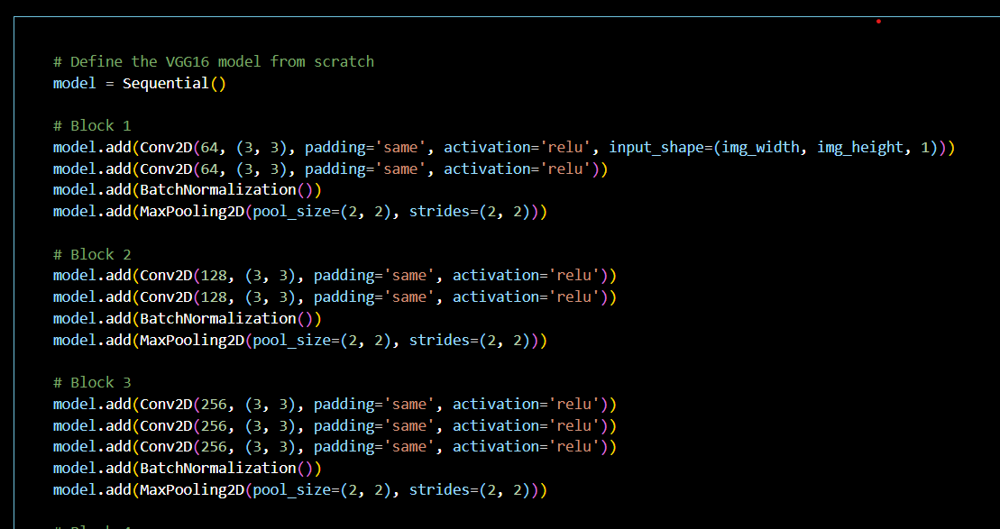 # Define the VGG16 model from scratch
model = Sequential()
# Block 1
model.add(Conv2D(64, (3, 3), padding='same', activation='relu', input_shape=(img_width, img_height, 1)))
model.add(Conv2D(64, (3, 3), padding='same', activation='relu'))
model.add(BatchNormalization())
model.add(MaxPooling2D(pool_size=(2, 2), strides=(2, 2)))
# Block 2
model.add(Conv2D(128, (3, 3), padding='same', activation='relu'))
model.add(Conv2D(128, (3, 3), padding='same', activation='relu'))
model.add(BatchNormalization())
model.add(MaxPooling2D(pool_size=(2, 2), strides=(2, 2)))
# Block 3
model.add(Conv2D(256, (3, 3), padding='same', activation='relu'))
model.add(Conv2D(256, (3, 3), padding='same', activation='relu'))
model.add(Conv2D(256, (3, 3), padding='same', activation='relu'))
model.add(BatchNormalization())
model.add(MaxPooling2D(pool_size=(2, 2), strides=(2, 2)))